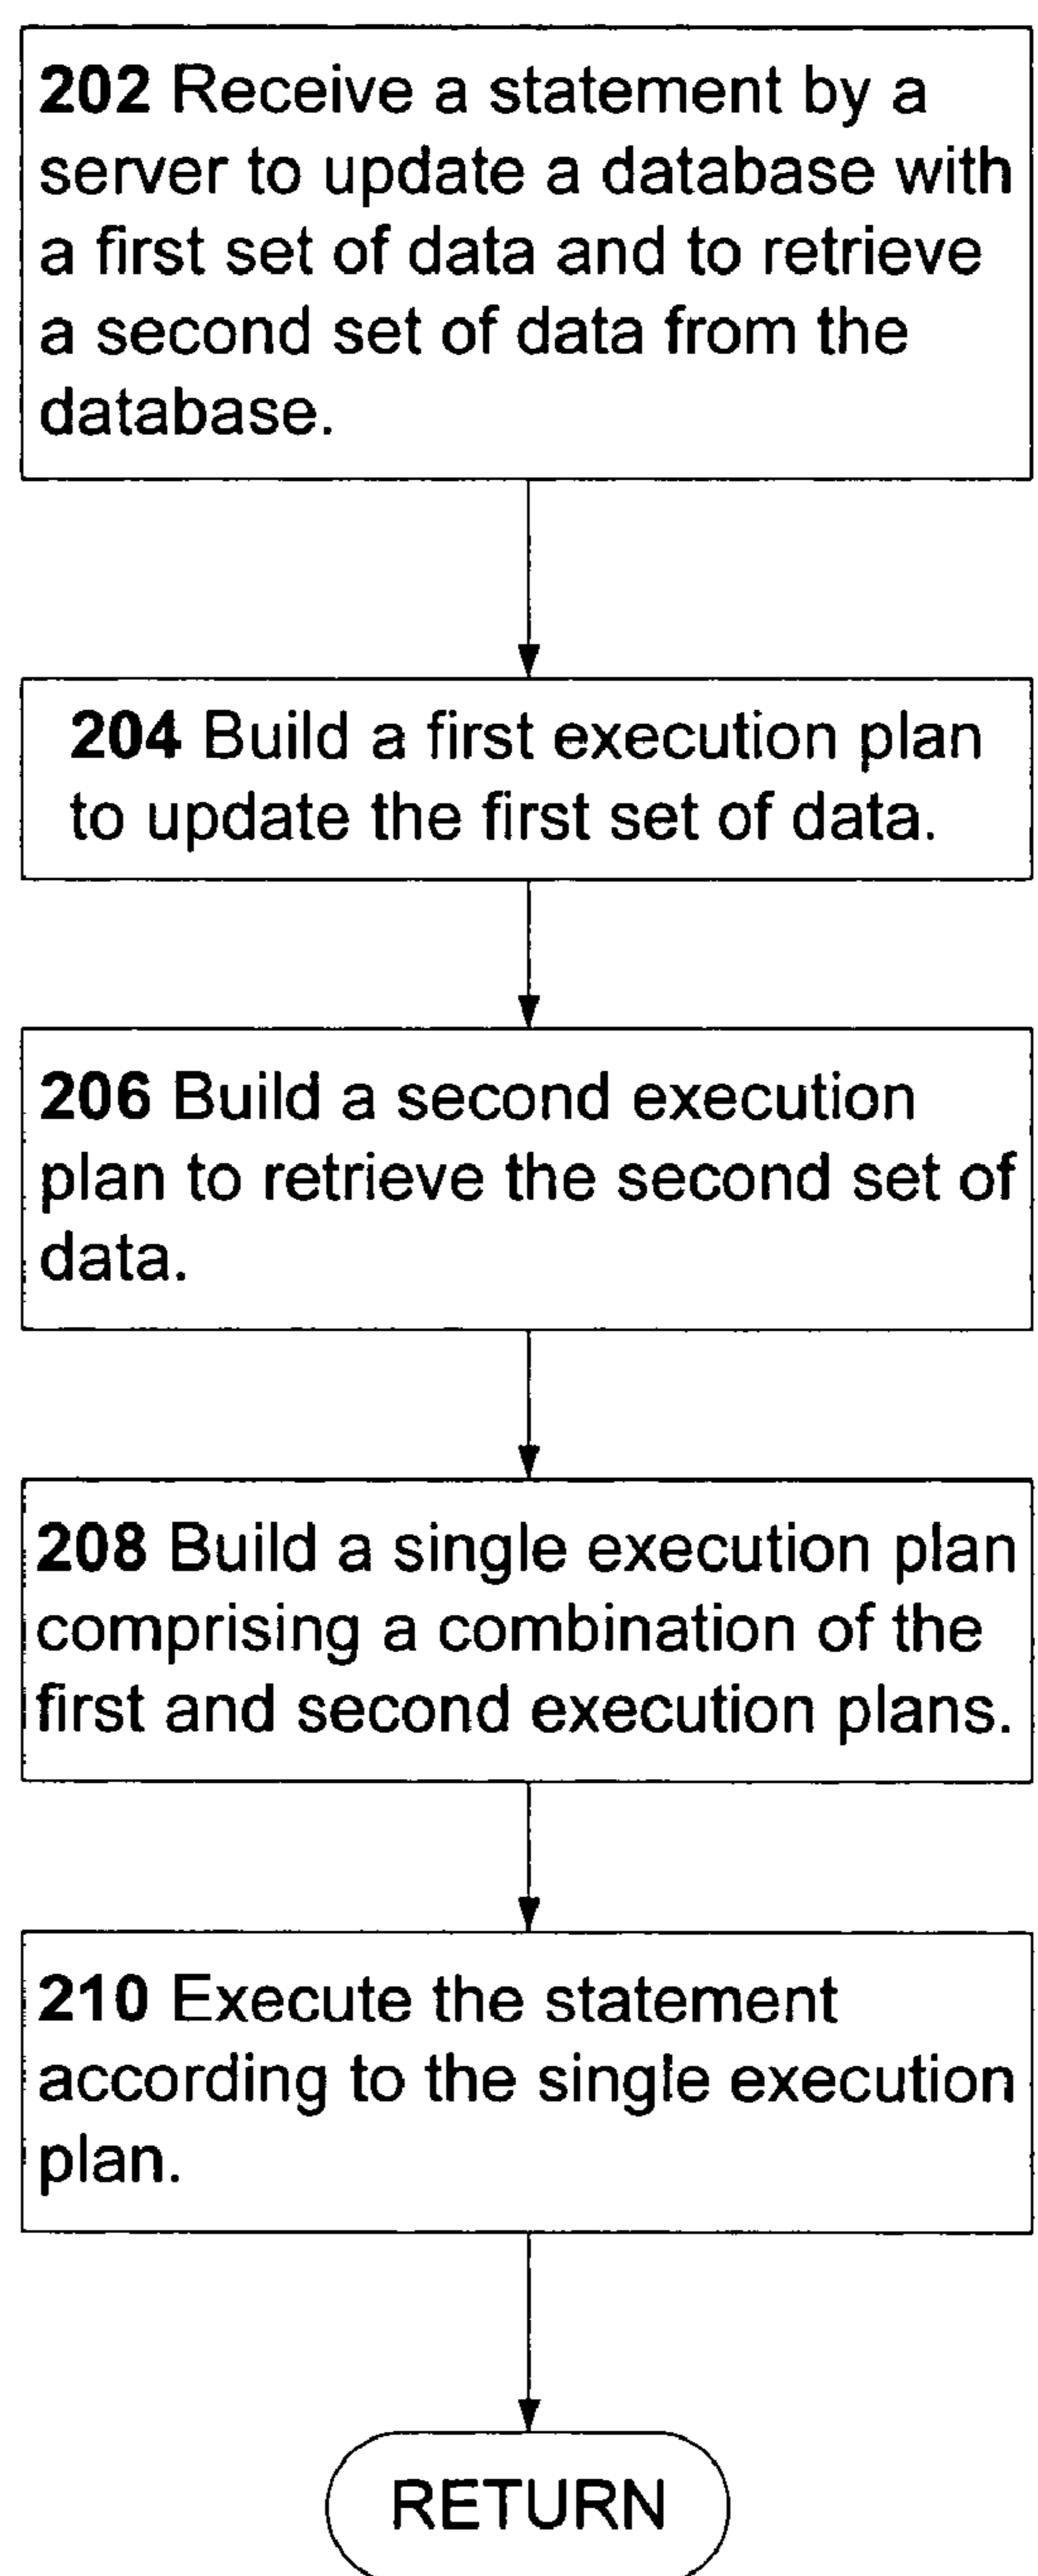 202 Receive a statement by a
server to update a database with
a first set of data and to retrieve
a second set of data from the
database.
204 Build a first execution plan
to update the first set of data.
206 Build a second execution
plan to retrieve the second set of
data.
208 Build a single execution plan
comprising a combination of the
first and second execution plans.
210 Execute the statement
according to the single execution
plan.
RETURN